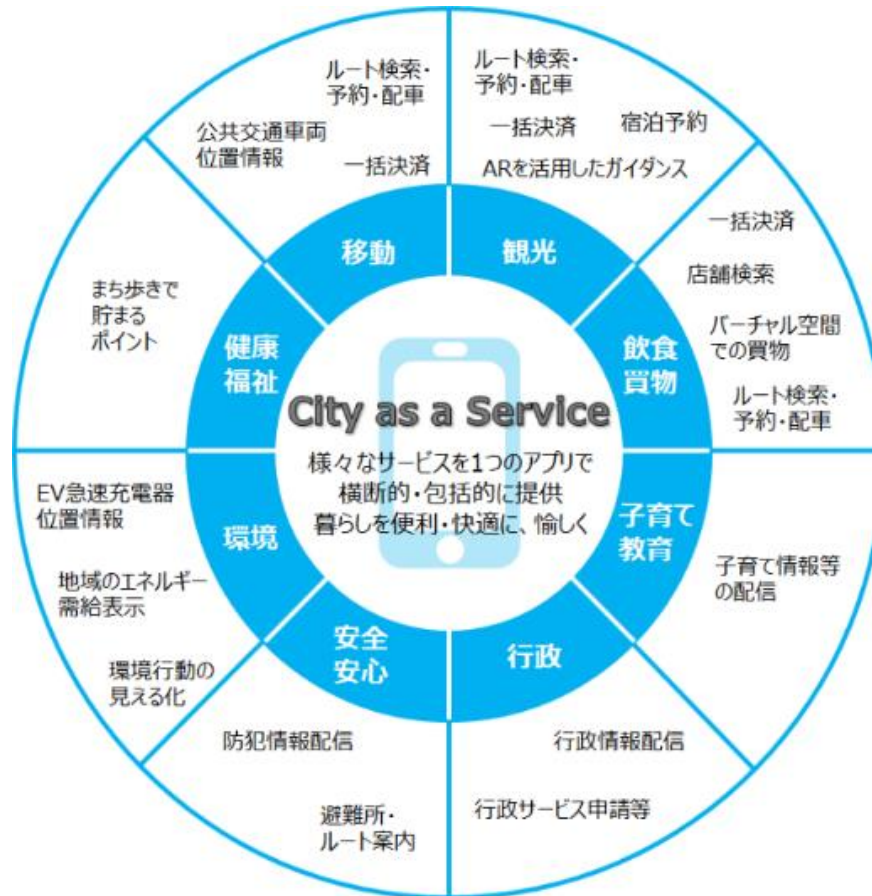 City as a Service
様々なサービスを1つのアプリで
横断的・包括的に提供
暮らしを便利・快適に、愉しく
移動
ルート検索・
予約・配車
公共交通車両
位置情報
一括決済
観光
ルート検索・
予約・配車
一括決済
宿泊予約
ARを活用したガイダンス
飲食
買物
一括決済
店舗検索
バーチャル空間
での買物
ルート検索・
予約・配車
子育て
教育
子育て情報等
の配信
行政
行政情報配信
行政サービス申請等
安全
安心
防犯情報配信
避難所・
ルート案内
環境
EV急速充電器
位置情報
地域のエネルギー
需給表示
環境行動の
見える化
健康
福祉
まち歩きで
貯まる
ポイント